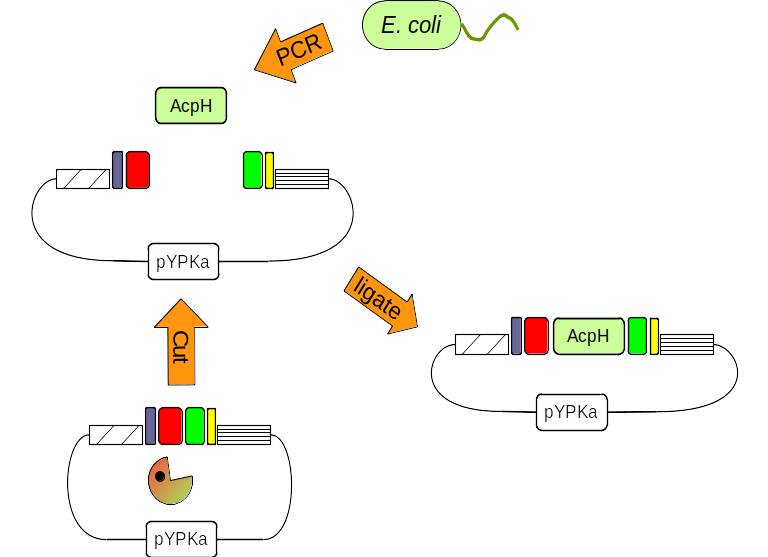 E. coli
PCR
AcpH
pYPKa
ligate
Cut
AcpH
pYPKa
pYPKa